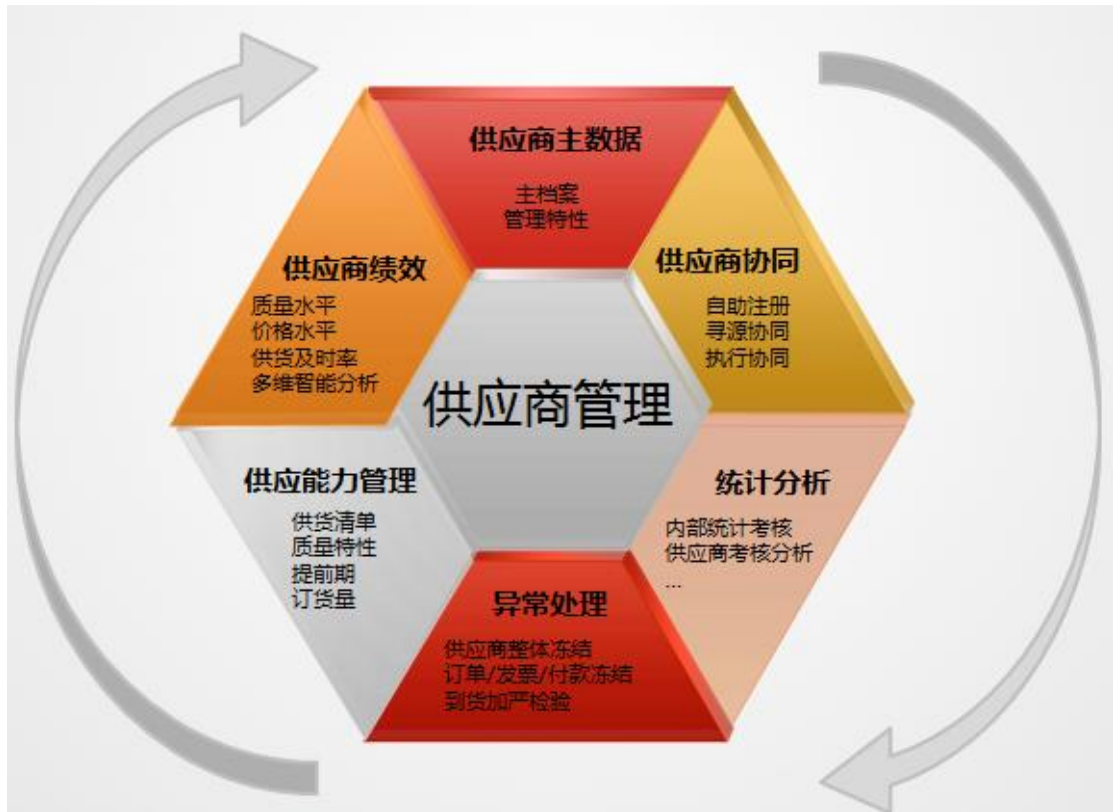 供应商主数据
主档案
管理特性
供应商协同
自助注册
寻源协同
执行协同
统计分析
内部统计考核
供应商考核分析
...
异常处理
供应商整体冻结
订单/发票/付款冻结
到货加严检验
供应能力管理
供货清单
质量特性
提前期
订货量
供应商绩效
质量水平
价格水平
供货及时率
多维智能分析
供应商管理